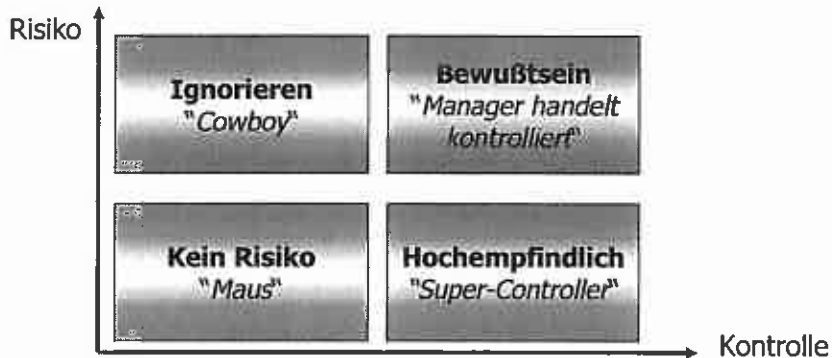 Risiko
Ignorieren
"Cowboy"
Bewußtsein
"Manager handelt
kontrolliert"
Kein Risiko
"Maus"
Hochempfindlich
"Super-Controller"
Kontrolle